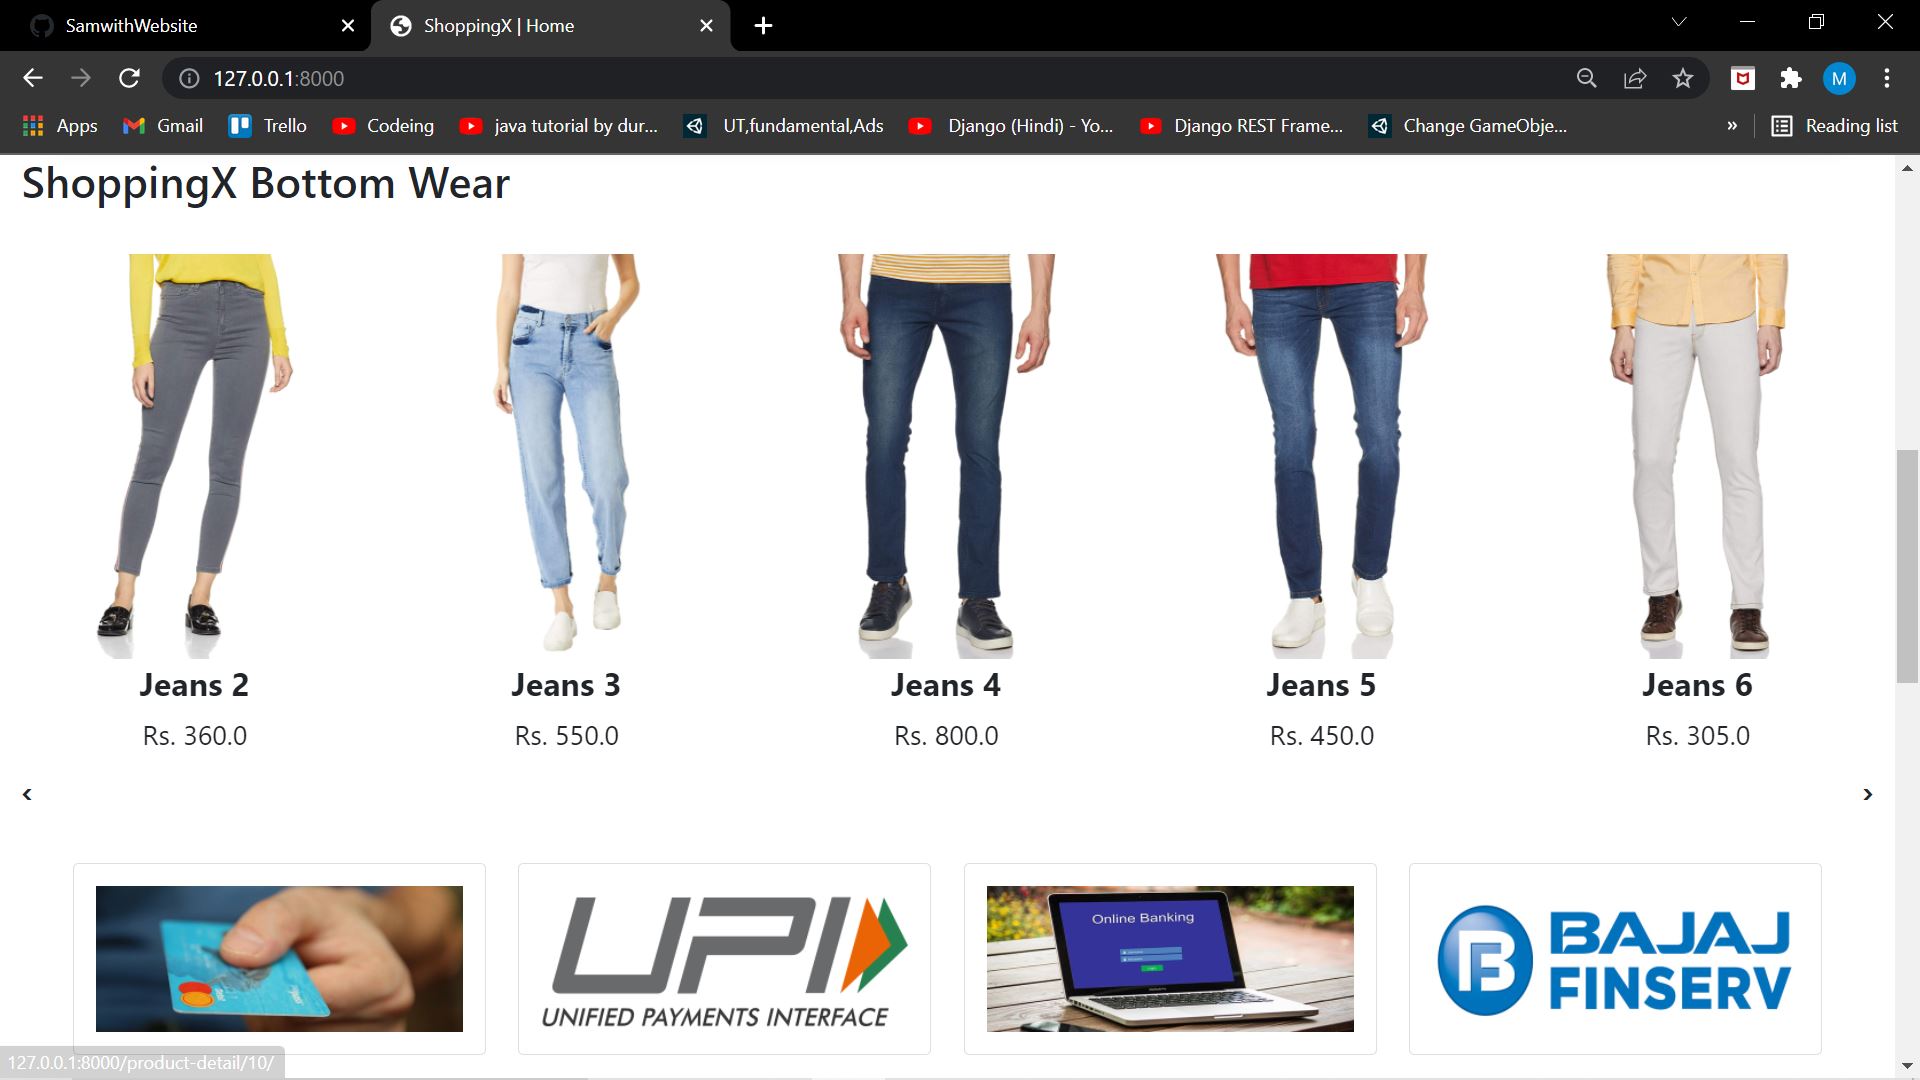 SamwithWebsite
ShoppingX | Home
127.0.0.1:8000
M
Apps
Gmail
Trello
Codeing
java tutorial by dur...
UT,fundamental,Ads
Django (Hindi) - Yo...
Django REST Frame...
Change GameObje...
»
Reading list
ShoppingX Bottom Wear
Jeans 2
Jeans 3
Jeans 4
Jeans 5
Jeans 6
Rs. 360.0
Rs. 550.0
Rs. 800.0
Rs. 450.0
Rs. 305.0
‹
›
UPI
UNIFIED PAYMENTS INTERFACE
Online Banking
B
BAJAJ
FINSERV
127.0.0.1:8000/product-detail/10/